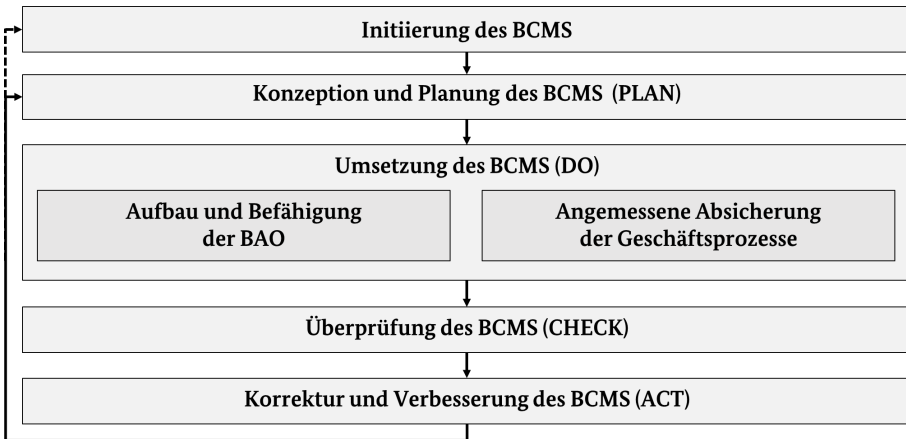 Initiierung des BCMS
Konzeption und Planung des BCMS (PLAN)
Umsetzung des BCMS (DO)
Aufbau und Befähigung
der BAO
Angemessene Absicherung
der Geschäftsprozesse
Überprüfung des BCMS (CHECK)
Korrektur und Verbesserung des BCMS (ACT)